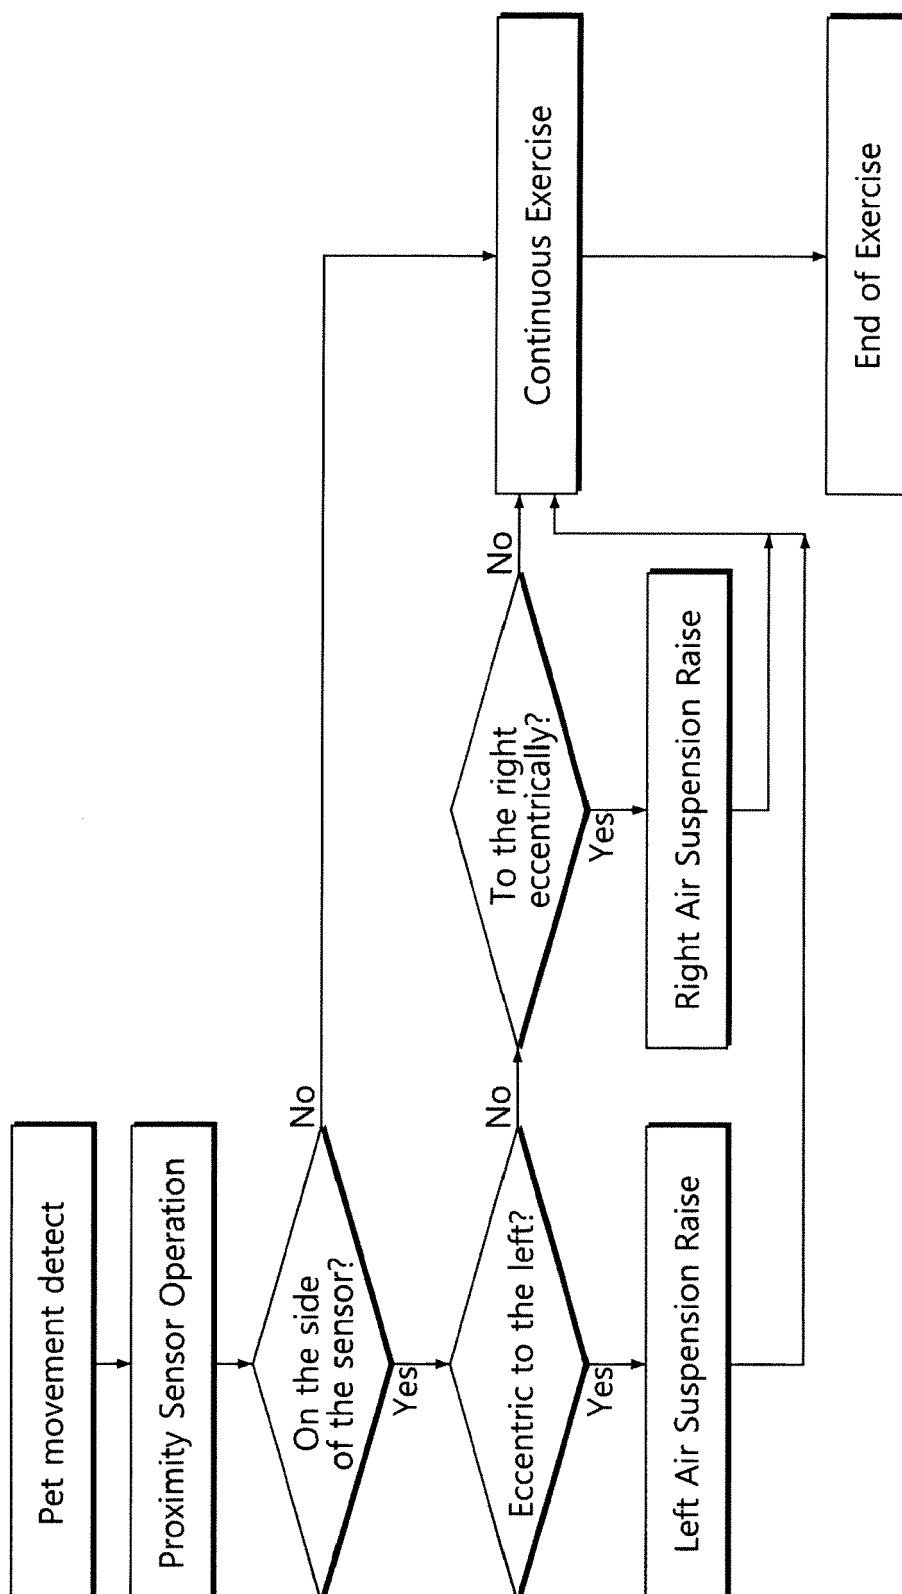 Pet movement detect
Proximity Sensor Operation
On the side
of the sensor?
No
Yes
Eccentric to the left?
No
Yes
Left Air Suspension Raise
To the right
eccentrically?
No
Yes
Right Air Suspension Raise
Continuous Exercise
End of Exercise